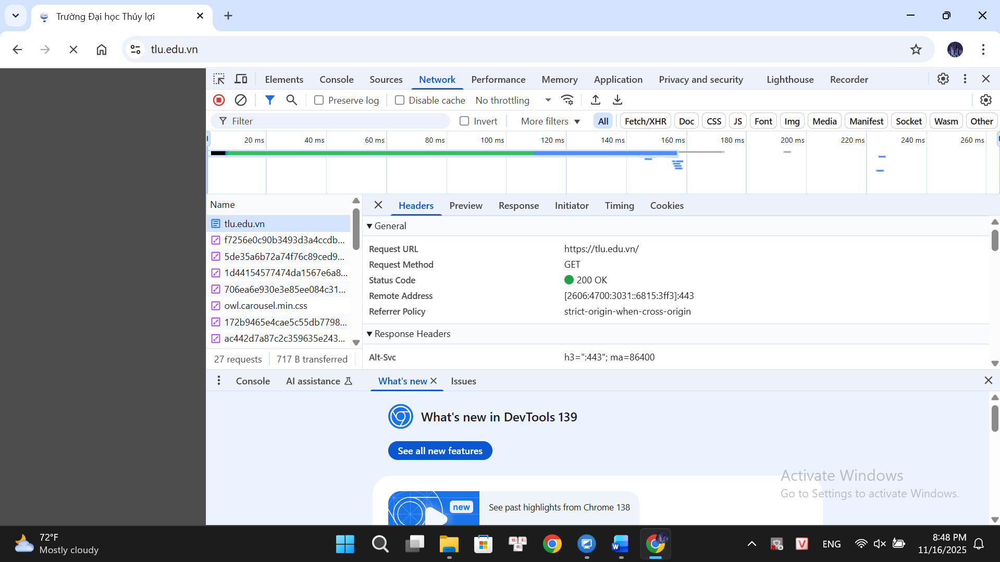 Trường Đại học Thủy lợi
tlu.edu.vn
Elements Console Sources Network Performance Memory Application Privacy and security Lighthouse Recorder
Preserve log Disable cache No throttling
Filter Invert More filters ▼ All Fetch/XHR Doc CSS JS Font Img Media Manifest Socket Wasm Other
20 ms 40 ms 60 ms 80 ms 100 ms 120 ms 140 ms 160 ms 180 ms 200 ms 220 ms 240 ms 260 ms
Name
tlu.edu.vn
f7256e0c90b3493d3a4ccdb...
5de35a6b72a74f76c89ced9...
1d44154577474da1567e6a8...
706ea6e930e3e85ee084c31...
owl.carousel.min.css
172b9465e4cae5c55db7798...
ac442d7a87c2c359635e243...
27 requests 717 B transferred
Headers Preview Response Initiator Timing Cookies
▼ General
Request URL https://tlu.edu.vn/
Request Method GET
Status Code 200 OK
Remote Address [2606:4700:3031::6815:3ff3]:443
Referrer Policy strict-origin-when-cross-origin
▼ Response Headers
Alt-Svc h3=":443"; ma=86400
Console AI assistance What's new Issues
What's new in DevTools 139
See all new features
new
See past highlights from Chrome 138
Activate Windows
Go to Settings to activate Windows.
72°F
Mostly cloudy
ENG
8:48 PM
11/16/2025